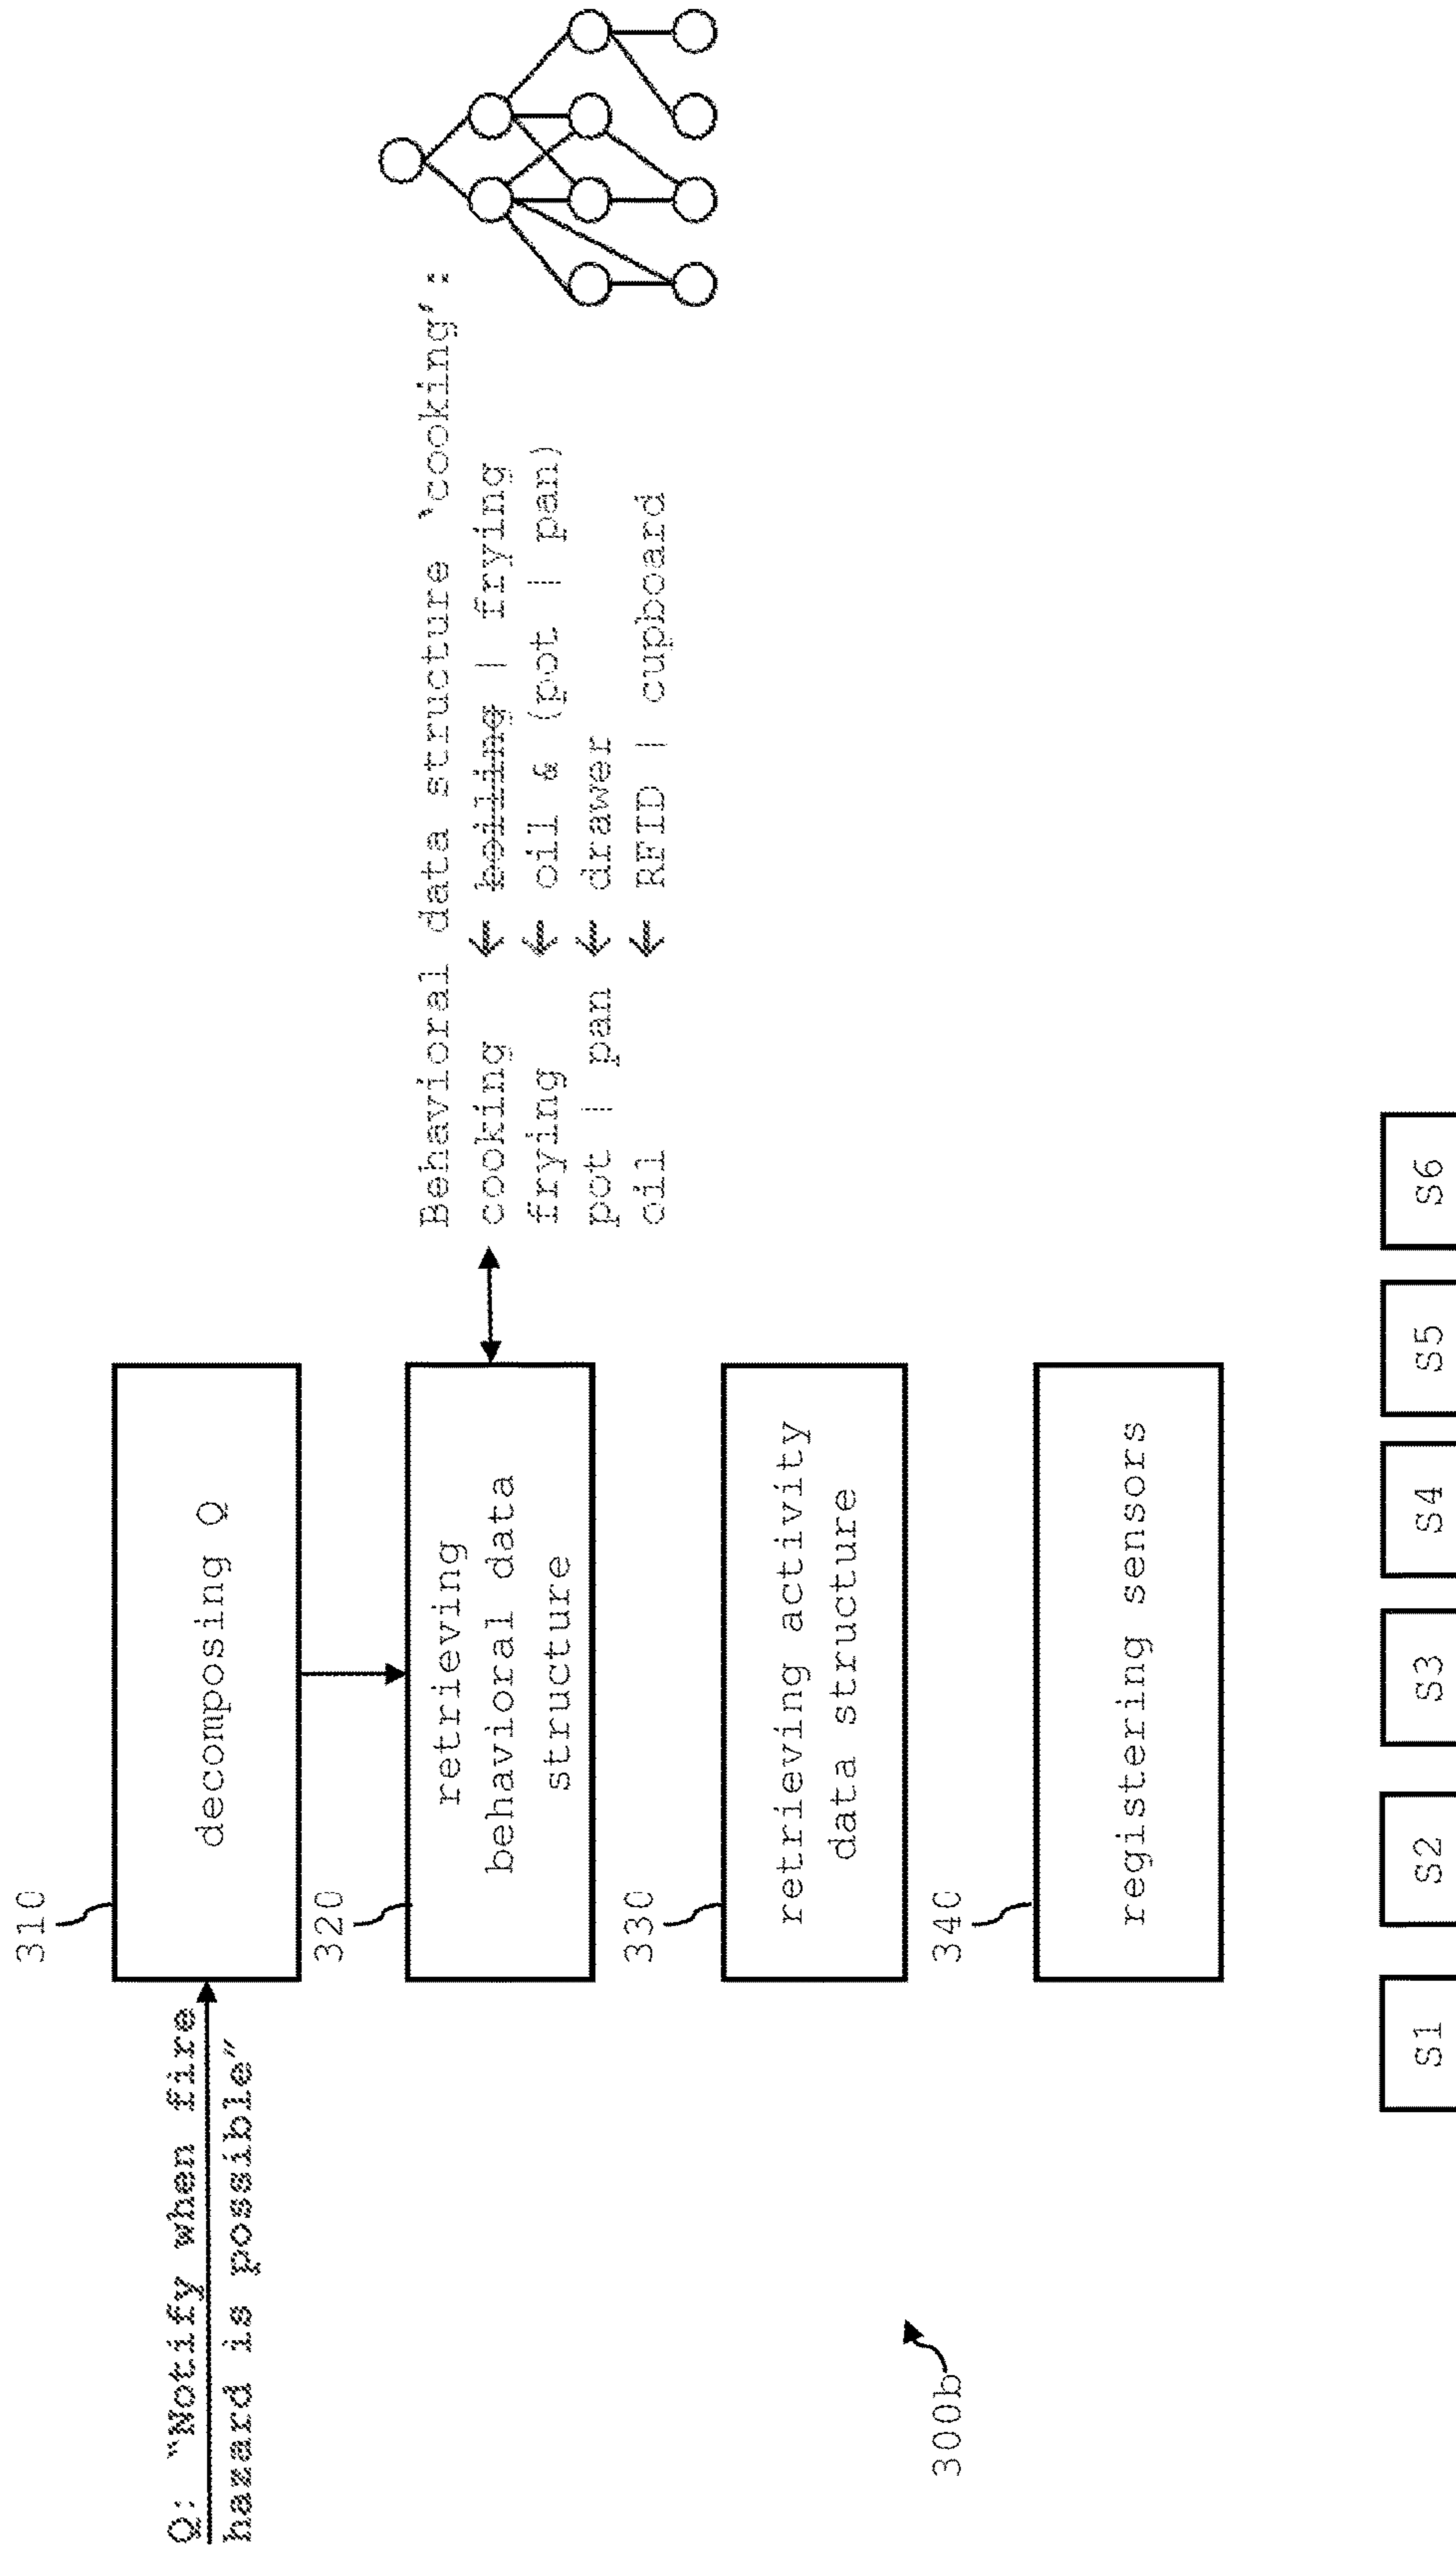 Q: “Notify when fire
hazard is possible”
310
decomposing Q
320
retrieving
behavioral data
structure
Behavioral data structure ‘cooking’:
cooking ← boiling | frying
frying ← oil & (pot | pan)
pot | pan ← drawer
oil ← RFID | cupboard
330
retrieving activity
data structure
340
registering sensors
300b
S1 S2 S3 S4 S5 S6